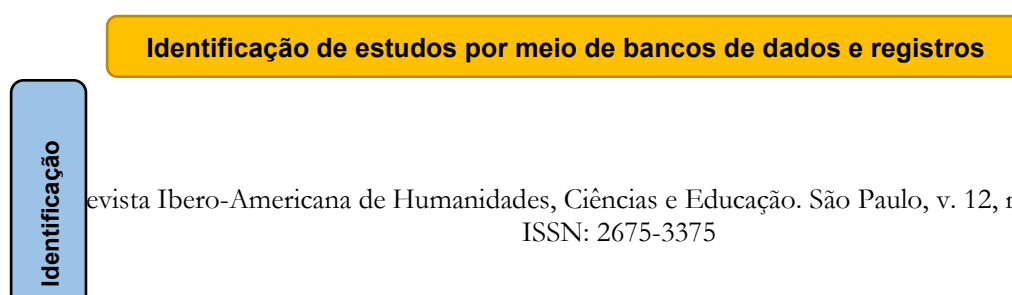 Identificação de estudos por meio de bancos de dados e registros
Identificação
evista Ibero-Americana de Humanidades, Ciências e Educação. São Paulo, v. 12,
ISSN: 2675-3375